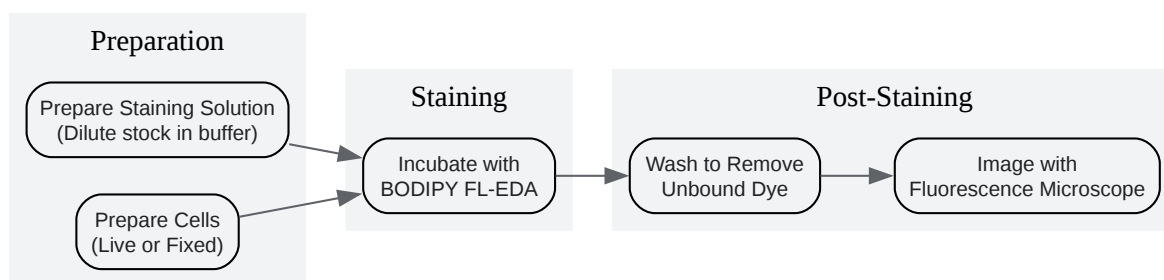 Preparation
Prepare Staining Solution
(Dilute stock in buffer)
Prepare Cells
(Live or Fixed)
Staining
Incubate with
BODIPY FL-EDA
Post-Staining
Wash to Remove
Unbound Dye
Image with
Fluorescence Microscope